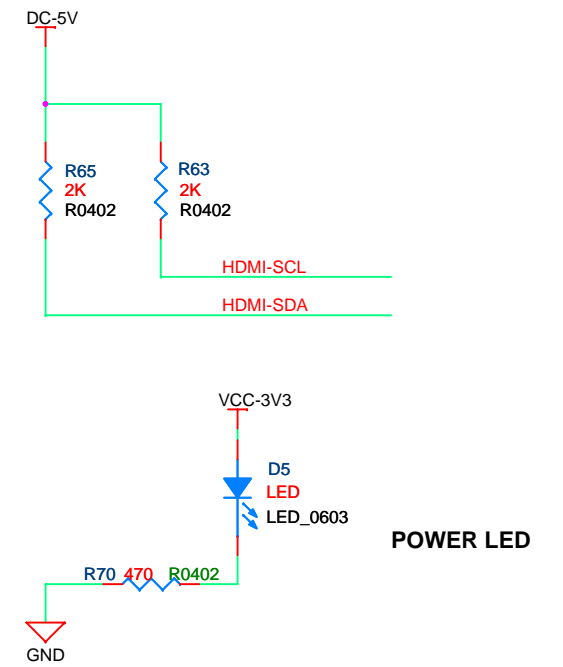 DC-5V
R65
2K
R0402
R63
2K
R0402
HDMI-SCL
HDMI-SDA
VCC-3V3
D5
LED
LED_0603
POWER LED
R70 470 R0402
GND